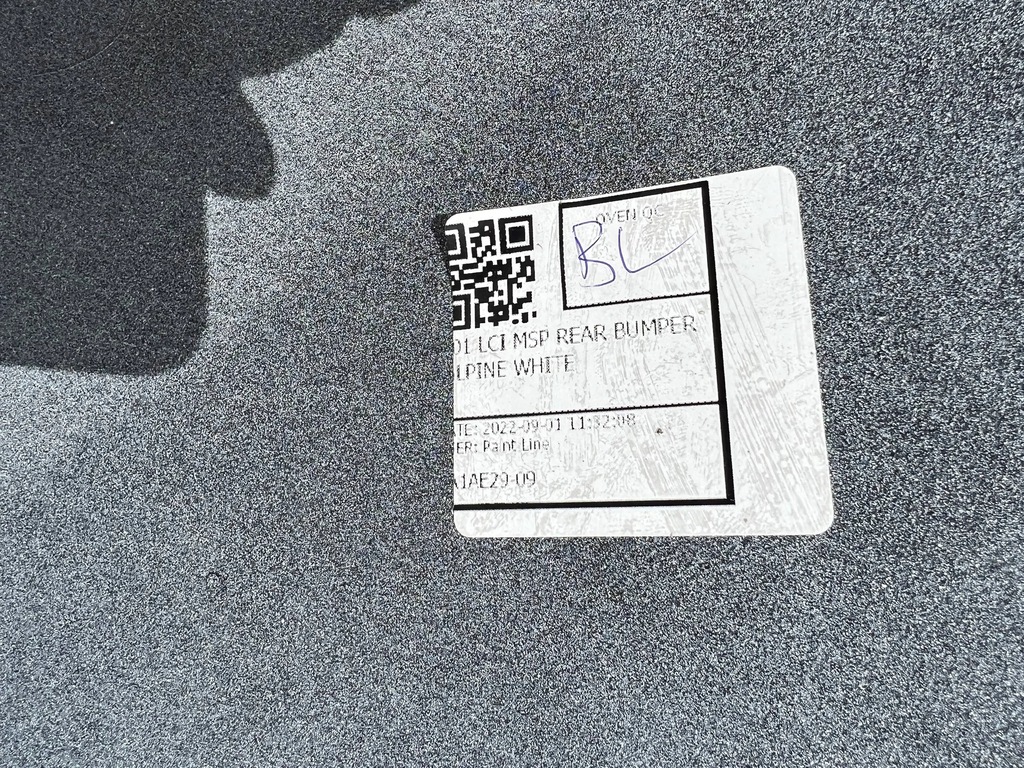 OVEN QC
BL
01 LCI MSP REAR BUMPER
LPINE WHITE
TE: 2022-09-01 11:32:08
ER: Paint Line
1AE29-09